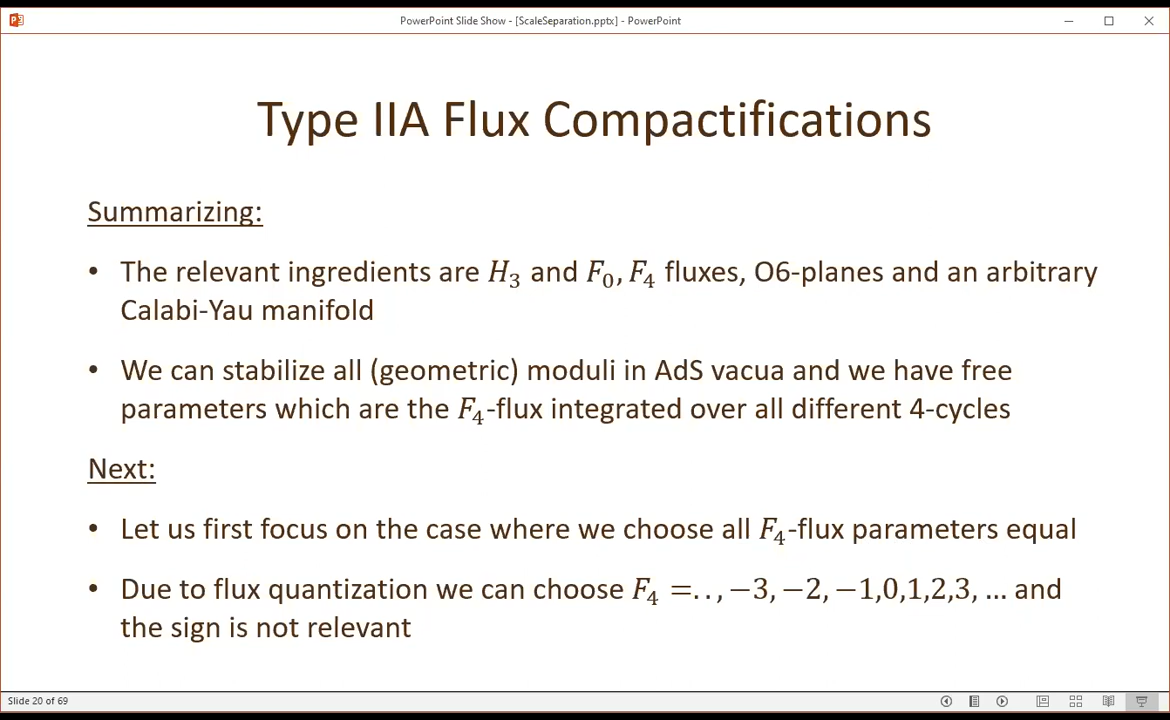 PowerPoint Slide Show - [ScaleSeparation.pptx] - PowerPoint
Type IIA Flux Compactifications
Summarizing:
• The relevant ingredients are H₃ and F₀, F₄ fluxes, O6-planes and an arbitrary
Calabi-Yau manifold
• We can stabilize all (geometric) moduli in AdS vacua and we have free
parameters which are the F₄-flux integrated over all different 4-cycles
Next:
• Let us first focus on the case where we choose all F₄-flux parameters equal
• Due to flux quantization we can choose F₄ =.., −3, −2, −1,0,1,2,3, ... and
the sign is not relevant
Slide 20 of 69